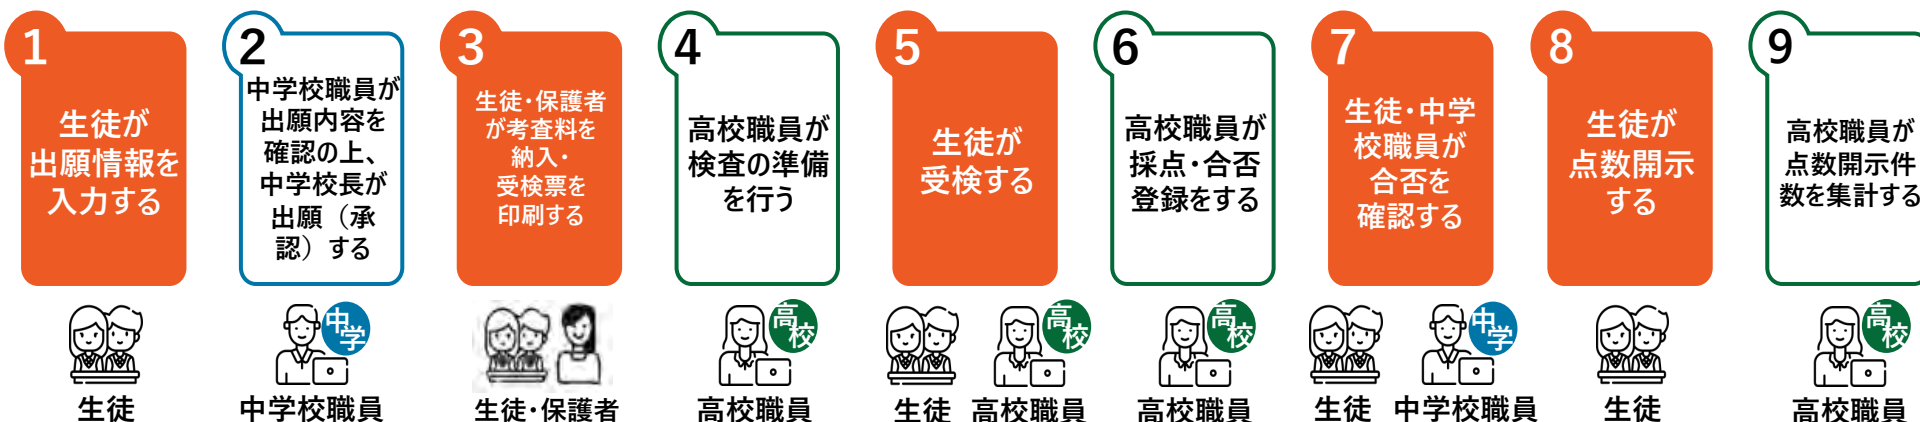 1
生徒が
出願情報を
入力する
生徒
2
中学校職員が
出願内容を
確認の上、
中学校長が
出願（承
認）する
中学
中学校職員
3
生徒・保護者
が考査料を
納入・
受検票を
印刷する
生徒・保護者
4
高校職員が
検査の準備
を行う
高校
高校職員
5
生徒が
受検する
高校
生徒 高校職員
6
高校職員が
採点・合否
登録をする
高校
高校職員
7
生徒・中学
校職員が
合否を
確認する
中学
生徒 中学校職員
8
生徒が
点数開示
する
生徒
9
高校職員が
点数開示件
数を集計する
高校
高校職員